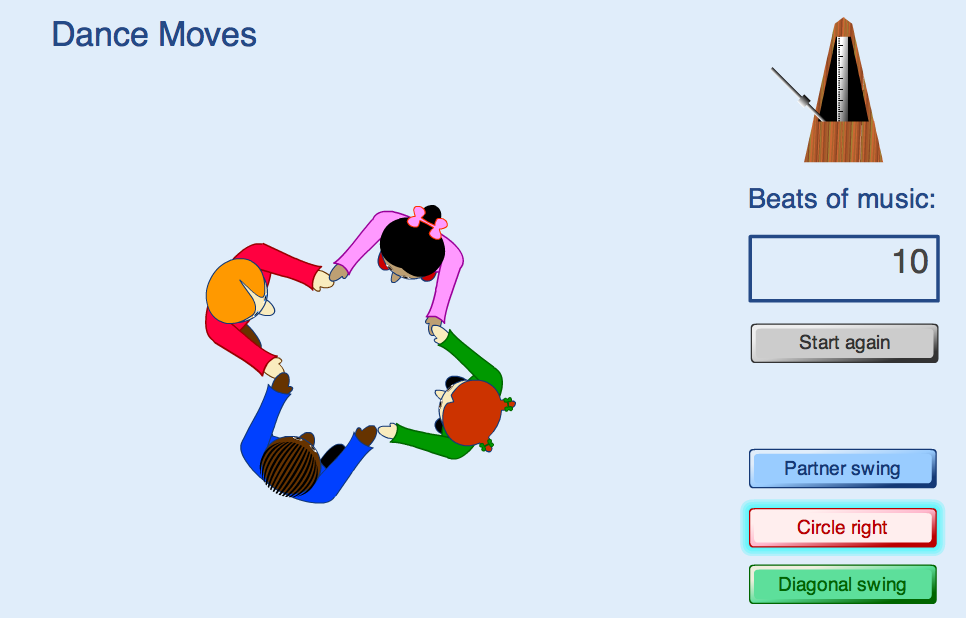 Dance Moves
Beats of music:
10
Start again
Partner swing
Circle right
Diagonal swing